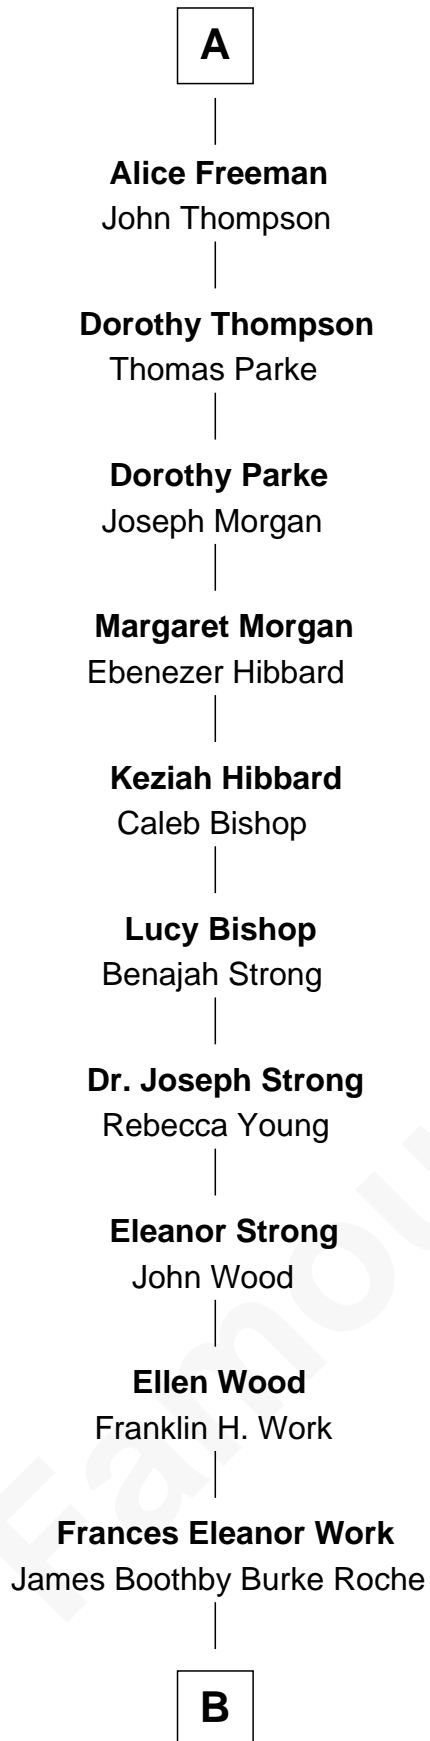 A
Alice Freeman
John Thompson
Dorothy Thompson
Thomas Parke
Dorothy Parke
Joseph Morgan
Margaret Morgan
Ebenezer Hibbard
Keziah Hibbard
Caleb Bishop
Lucy Bishop
Benajah Strong
Dr. Joseph Strong
Rebecca Young
Eleanor Strong
John Wood
Ellen Wood
Franklin H. Work
Frances Eleanor Work
James Boothby Burke Roche
B